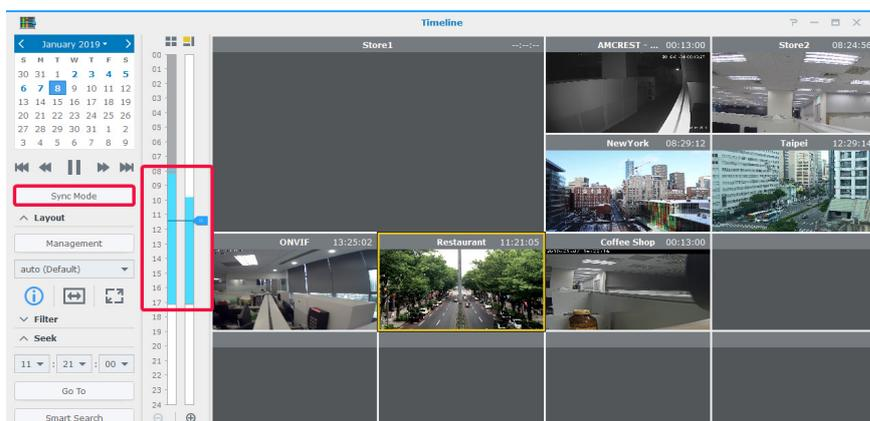 Timeline
January 2019
S M T W T F S
30 31 1 2 3 4 5
6 7 8 9 10 11 12
13 14 15 16 17 18 19
20 21 22 23 24 25 26
27 28 29 30 31 1 2
3 4 5 6 7 8 9
Sync Mode
Layout
Management
auto (Default)
Filter
Seek
11 : 21 : 00
Go To
Smart Search
00
01
02
03
04
05
06
07
08
09
10
11
12
13
14
15
16
17
18
19
20
21
22
23
24
Store1 --:--:--
AMCREST - ... 00:13:00
Store2 08:24:56
NewYork 08:29:12
Taipei 12:29:14
ONVIF 13:25:02
Restaurant 11:21:05
Coffee Shop 00:13:00